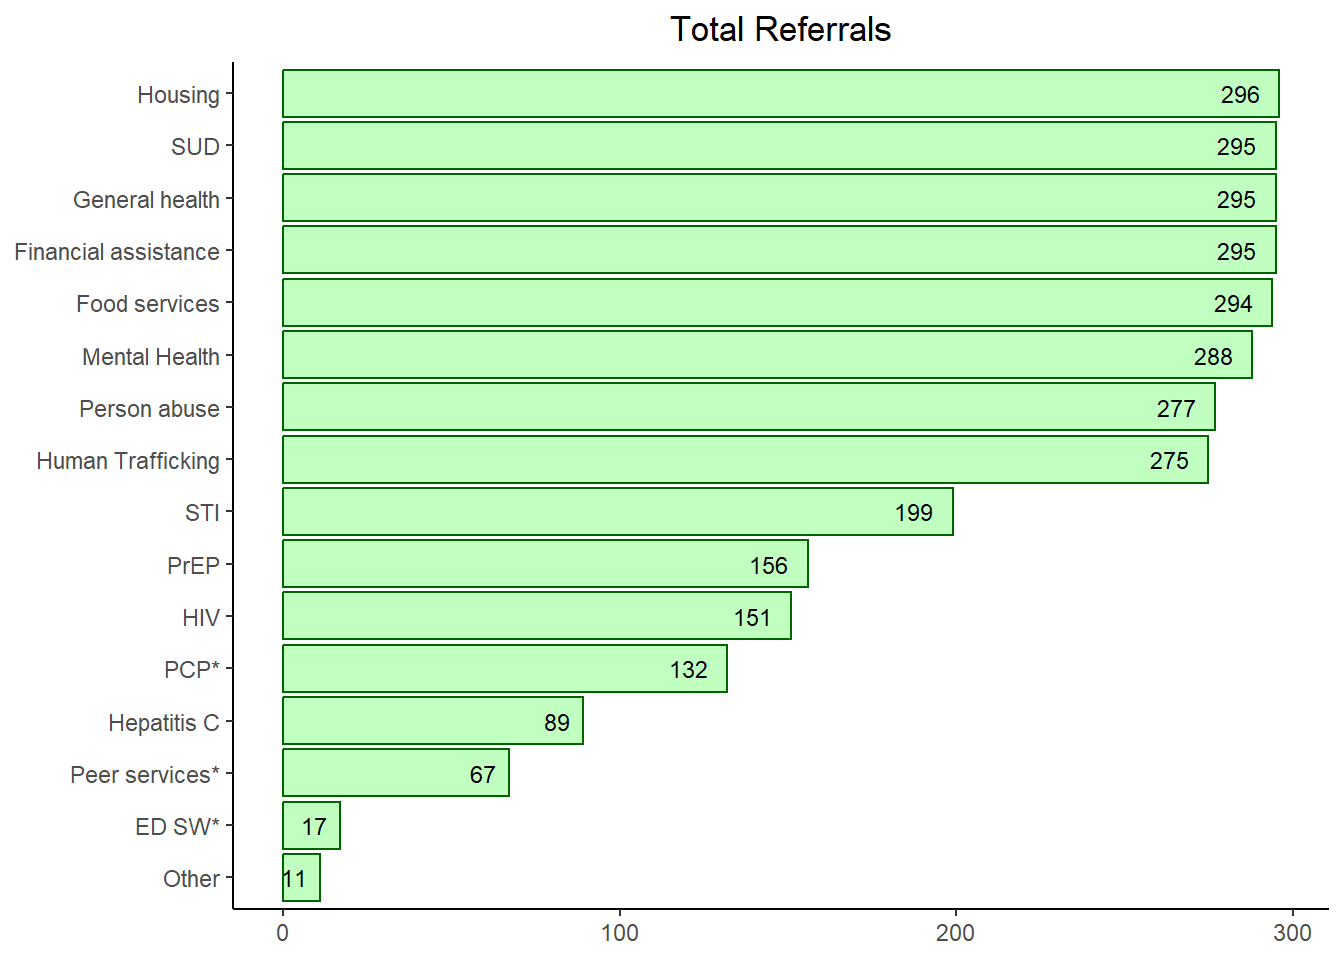 Total Referrals
Housing 296
SUD 295
General health 295
Financial assistance 295
Food services 294
Mental Health 288
Person abuse 277
Human Trafficking 275
STI 199
PrEP 156
HIV 151
PCP* 132
Hepatitis C 89
Peer services* 67
ED SW* 17
Other 11
0 100 200 300